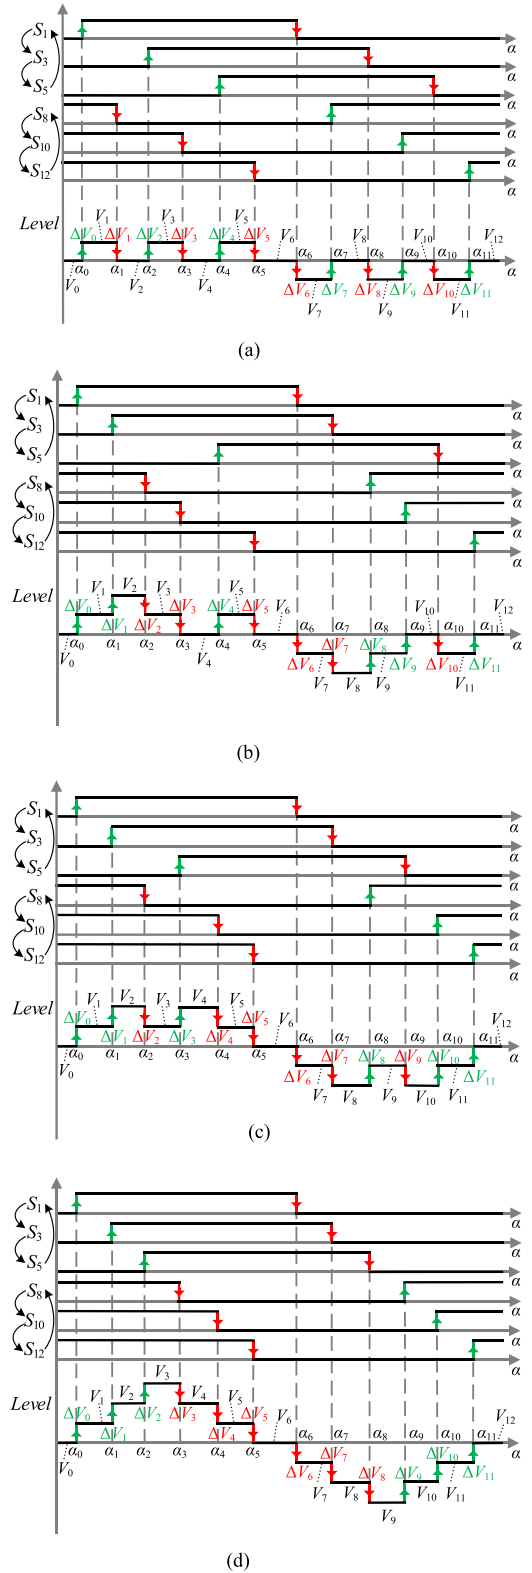 S1 α
S3 α
S5 α
S8
S10
S12 α
Level
V1 V3 V5 V6 V8 V10 V12
ΔV0 ΔV1 ΔV2 ΔV3 ΔV4 ΔV5
α0 α1 α2 α3 α4 α5 α6 α7 α8 α9 α10 α11 α
V0 V2 V4 ΔV6 V7 ΔV7 ΔV8 V9 ΔV9 ΔV10 V11 ΔV11
(a)
S1 α
S3 α
S5 α
S8 α
S10 α
S12 α
Level
V1 V2 V3 V5 V6 V10 V12
ΔV0 ΔV3 ΔV4 ΔV5
ΔV1 ΔV2 α6 ΔV7 ΔV8 α9 α10 α11 α
α0 α1 α2 α3 α4 α5 α7 α8
V0 V4 ΔV6 V7 V8 V9 ΔV9 ΔV10 V11 ΔV11
(b)
S1 α
S3 α
S5 α
S8 α
S10 α
S12 α
Level
V1 V2 V3 V4 V5 V6 V12
ΔV0 ΔV5
ΔV1 ΔV2 ΔV3 ΔV4 α6 α7 α8 α9 α10 α11 α
α0 α1 α2 α3 α4 α5 ΔV7 ΔV8 ΔV9 ΔV10
V0 ΔV6 V7 V8 V9 V10 V11 ΔV11
(c)
S1 α
S3 α
S5 α
S8 α
S10 α
S12 α
Level
V3
V1 V2 V4 V5 V6 V12
ΔV0 ΔV2 ΔV3 ΔV5
ΔV1 ΔV4 α6 α7 α8 α9 α10 α11 α
α0 α1 α2 α3 α4 α5 ΔV7 ΔV10
V0 ΔV6 V7 V8 ΔV8 V9 ΔV9 V10 V11 ΔV11
(d)